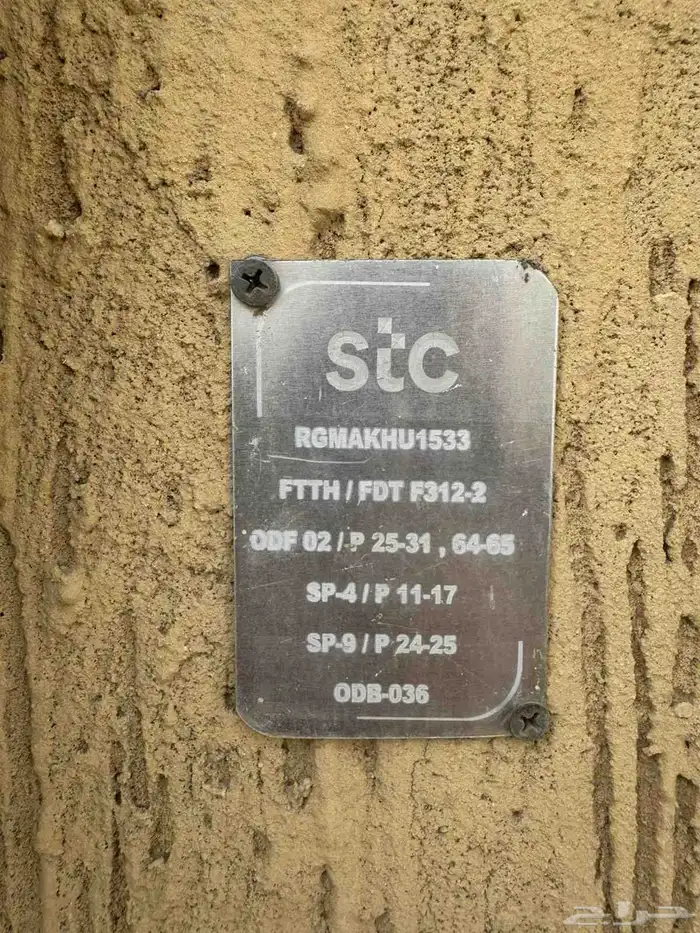 stc
RGMAKHU1533
FTTH / FDT F312-2
ODF 02 / P 25-31 , 64-65
SP-4 / P 11-17
SP-9 / P 24-25
ODB-036
حراج